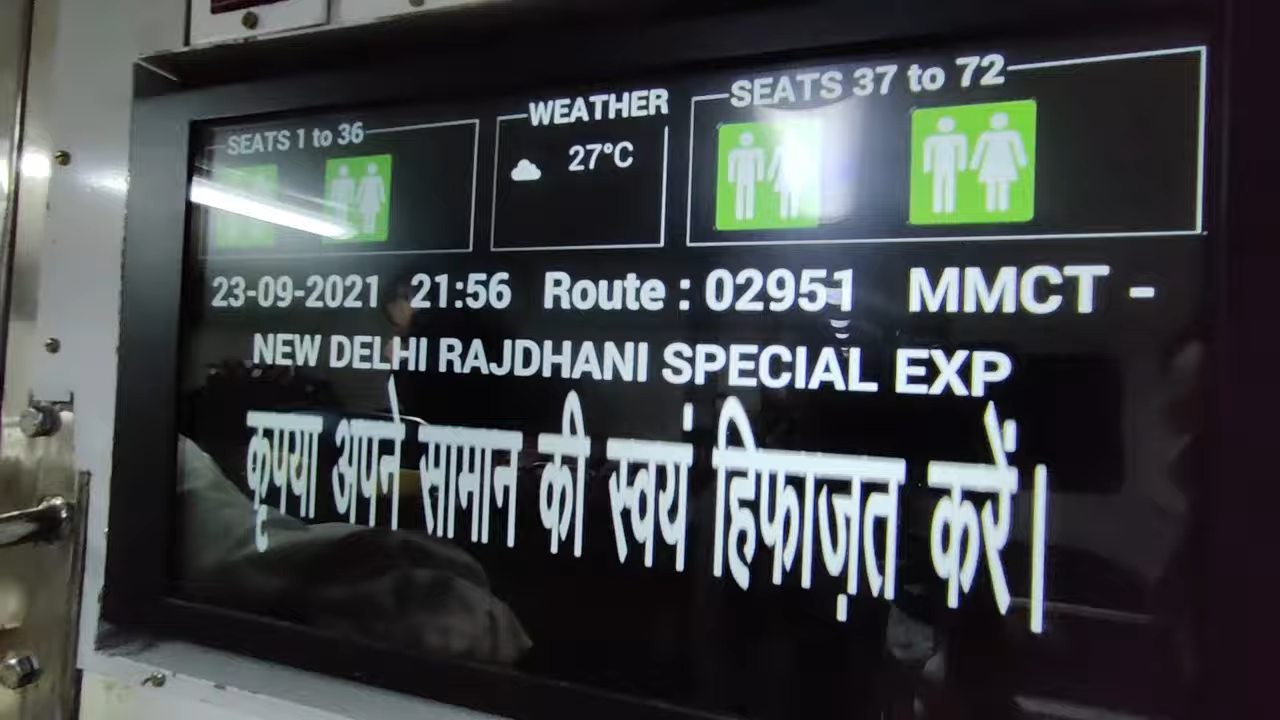 SEATS 1 to 36
WEATHER
27°C
SEATS 37 to 72
23-09-2021 21:56 Route : 02951 MMCT -
NEW DELHI RAJDHANI SPECIAL EXP
कृपया अपने सामान की स्वयं हिफाज़त करें।